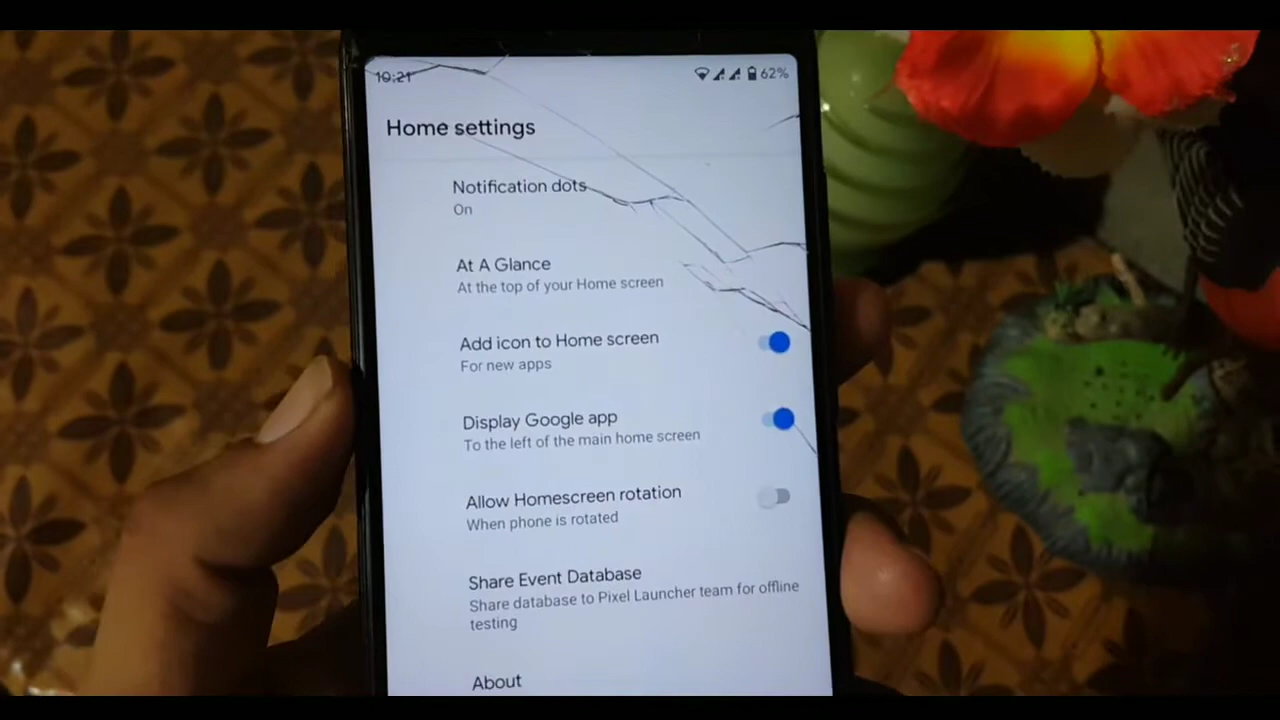 19:21
62%
Home settings
Notification dots
On
At A Glance
At the top of your Home screen
Add icon to Home screen
For new apps
Display Google app
To the left of the main home screen
Allow Homescreen rotation
When phone is rotated
Share Event Database
Share database to Pixel Launcher team for offline
testing
About